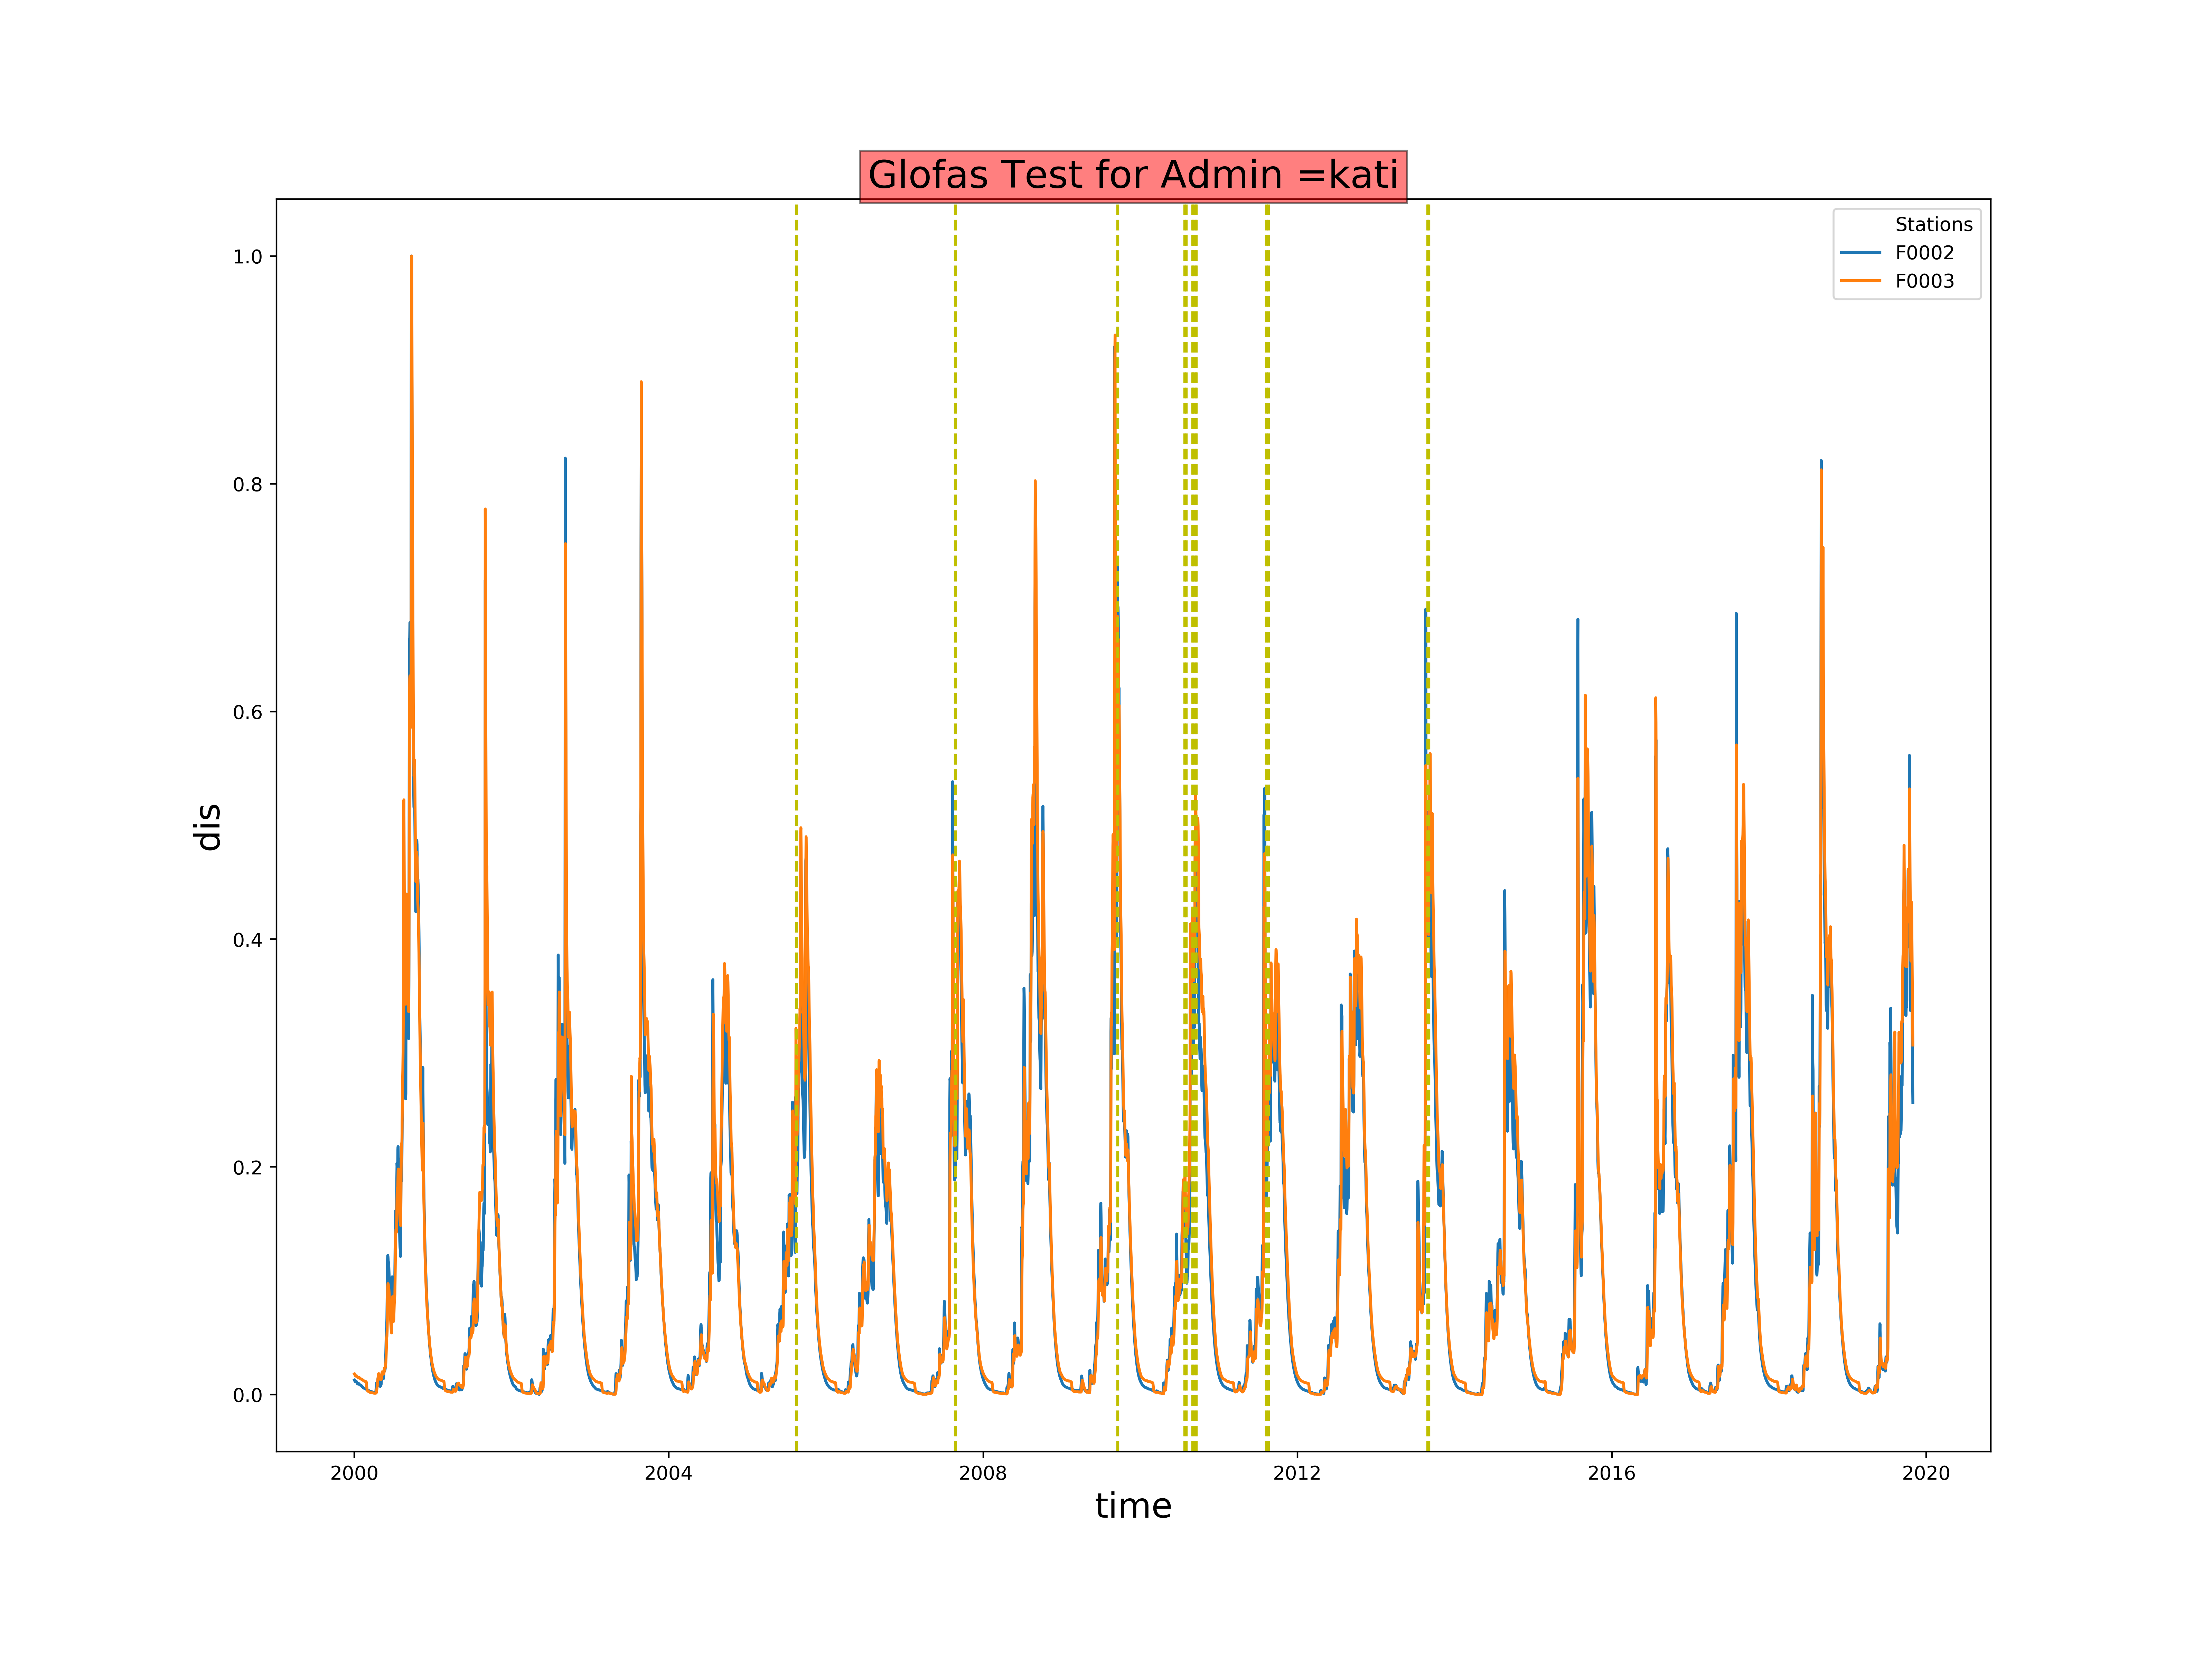 Glofas Test for Admin =kati
Stations
F0002
F0003
1.0
0.8
0.6
0.4
0.2
0.0
dis
2000 2004 2008 2012 2016 2020
time